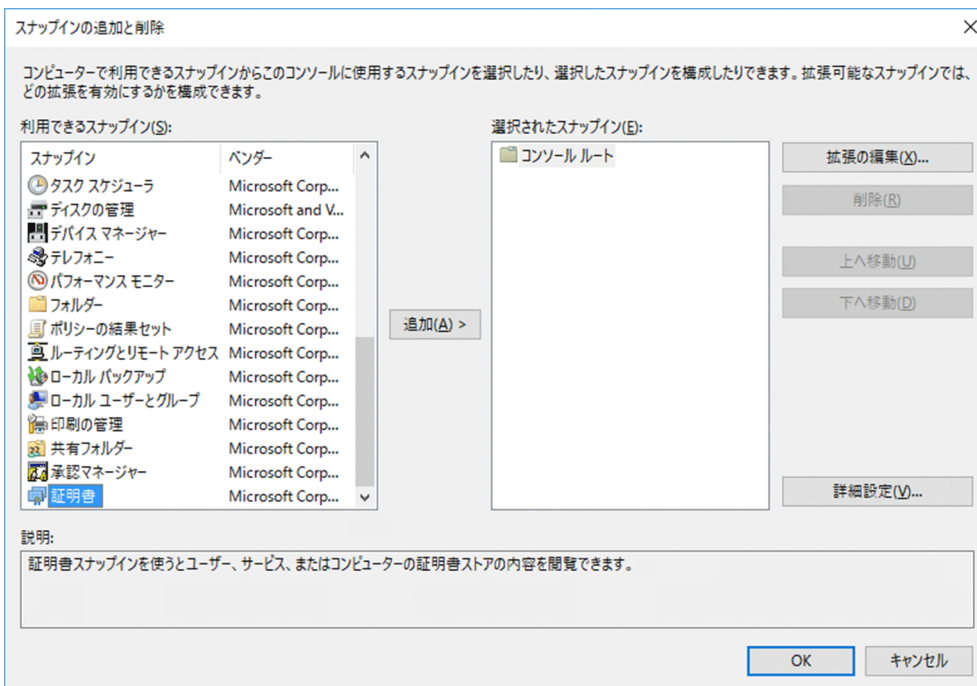 スナップインの追加と削除
コンピューターで利用できるスナップインからこのコンソールに使用するスナップインを選択したり、選択したスナップインを構成したりできます。拡張可能なスナップインでは、
どの拡張を有効にするかを構成できます。
利用できるスナップイン(S):
スナップイン ベンダー
タスク スケジューラ Microsoft Corp...
ディスクの管理 Microsoft and V...
デバイス マネージャー Microsoft Corp...
テレフォニー Microsoft Corp...
パフォーマンス モニター Microsoft Corp...
フォルダー Microsoft Corp...
ポリシーの結果セット Microsoft Corp...
ルーティングとリモート アクセス Microsoft Corp...
ローカル バックアップ Microsoft Corp...
ローカル ユーザーとグループ Microsoft Corp...
印刷の管理 Microsoft Corp...
共有フォルダー Microsoft Corp...
承認マネージャー Microsoft Corp...
証明書 Microsoft Corp...
追加(A) >
選択されたスナップイン(E):
コンソール ルート
拡張の編集(X)...
削除(R)
上へ移動(U)
下へ移動(D)
詳細設定(V)...
説明:
証明書スナップインを使うとユーザー、サービス、またはコンピューターの証明書ストアの内容を閲覧できます。
OK
キャンセル